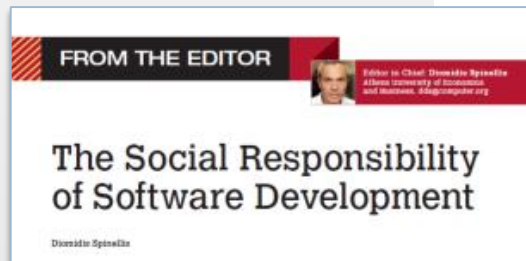 FROM THE EDITOR
Editor in Chief: Diomidis Spinellis
Athens University of Economics
and Business, dds@computer.org
The Social Responsibility
of Software Development
Diomidis Spinellis